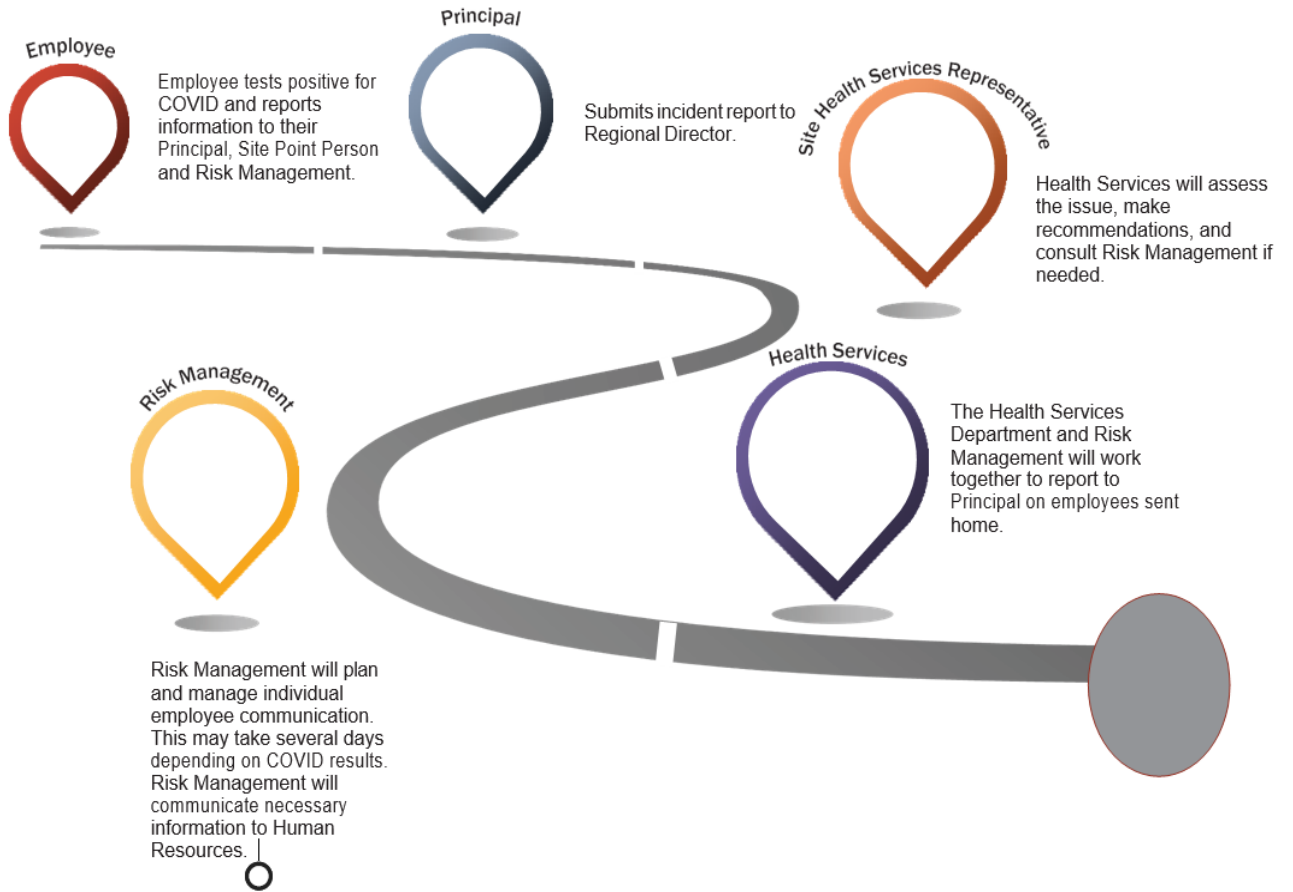 Employee
Employee tests positive for
COVID and reports
information to their
Principal, Site Point Person
and Risk Management.
Principal
Submits incident report to
Regional Director.
Site Health Services Representative
Health Services will assess
the issue, make
recommendations, and
consult Risk Management if
needed.
Risk Management
Risk Management will plan
and manage individual
employee communication.
This may take several days
depending on COVID results.
Risk Management will
communicate necessary
information to Human
Resources.
Health Services
The Health Services
Department and Risk
Management will work
together to report to
Principal on employees sent
home.